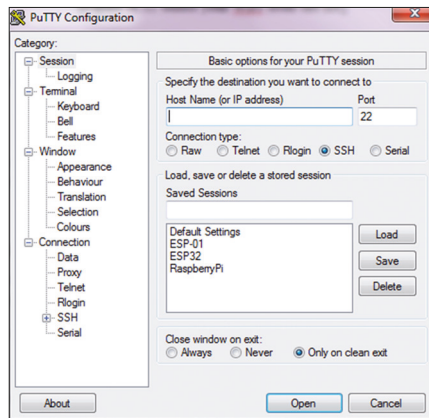 PuTTY Configuration
Category:
Session
Logging
Terminal
Keyboard
Bell
Features
Window
Appearance
Behaviour
Translation
Selection
Colours
Connection
Data
Proxy
Telnet
Rlogin
SSH
Serial
Basic options for your PuTTY session
Specify the destination you want to connect to
Host Name (or IP address) Port
22
Connection type:
Raw Telnet Rlogin SSH Serial
Load, save or delete a stored session
Saved Sessions
Default Settings
ESP-01
ESP32
RaspberryPi
Load
Save
Delete
Close window on exit:
Always Never Only on clean exit
About Open Cancel